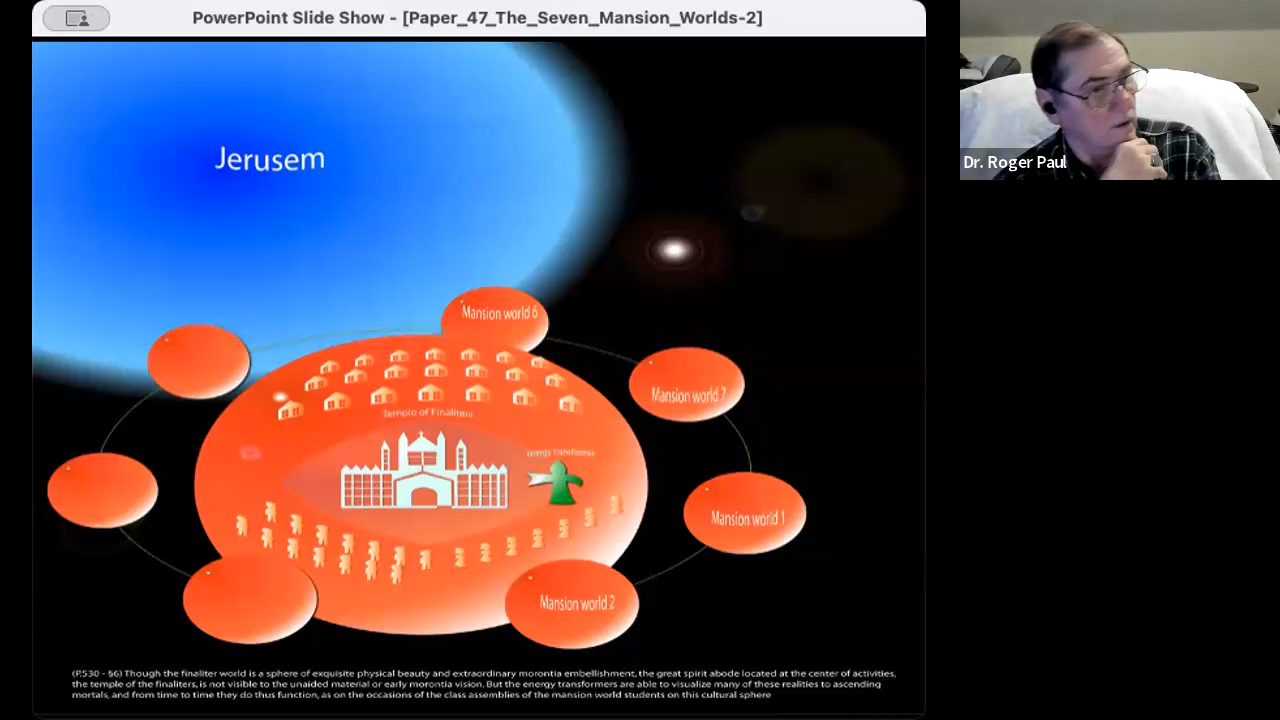 PowerPoint Slide Show - [Paper_47_The_Seven_Mansion_Worlds-2]
Dr. Roger Paul
Jerusem
Mansion world 6
Mansion world 7
Temple of Finaliters
energy transformer
Mansion world 1
Mansion world 2
(P.530 - §6) Though the finaliter world is a sphere of exquisite physical beauty and extraordinary morontia embellishment, the great spirit abode located at the center of activities,
the temple of the finaliters, is not visible to the unaided material or early morontia vision. But the energy transformers are able to visualize many of these realities to ascending
mortals, and from time to time they do thus function, as on the occasions of the class assemblies of the mansion world students on this cultural sphere